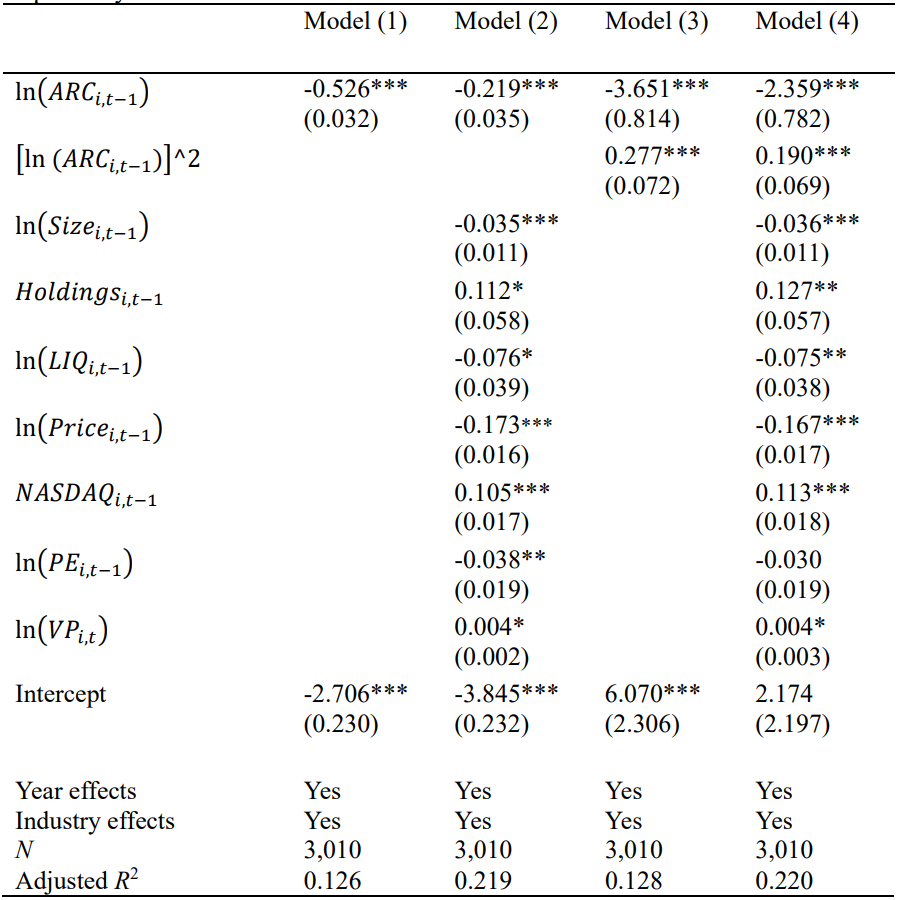 Model (1) Model (2) Model (3) Model (4)
ln(ARC_{i,t−1}) -0.526*** -0.219*** -3.651*** -2.359***
(0.032) (0.035) (0.814) (0.782)
[ln (ARC_{i,t−1})]^2 0.277*** 0.190***
(0.072) (0.069)
ln(Size_{i,t−1}) -0.035*** -0.036***
(0.011) (0.011)
Holdings_{i,t−1} 0.112* 0.127**
(0.058) (0.057)
ln(LIQ_{i,t−1}) -0.076* -0.075**
(0.039) (0.038)
ln(Price_{i,t−1}) -0.173*** -0.167***
(0.016) (0.017)
NASDAQ_{i,t−1} 0.105*** 0.113***
(0.017) (0.018)
ln(PE_{i,t−1}) -0.038** -0.030
(0.019) (0.019)
ln(VP_{i,t}) 0.004* 0.004*
(0.002) (0.003)
Intercept -2.706*** -3.845*** 6.070*** 2.174
(0.230) (0.232) (2.306) (2.197)
Year effects Yes Yes Yes Yes
Industry effects Yes Yes Yes Yes
N 3,010 3,010 3,010 3,010
Adjusted R² 0.126 0.219 0.128 0.220